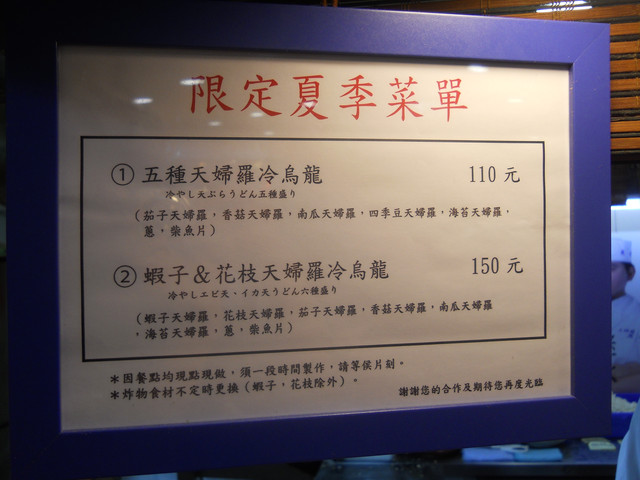 限定夏季菜單
① 五種天婦羅冷烏龍 110 元
冷やし天ぷらうどん五種盛り
（茄子天婦羅，香菇天婦羅，南瓜天婦羅，四季豆天婦羅，海苔天婦羅，
蔥，柴魚片）
② 蝦子＆花枝天婦羅冷烏龍 150 元
冷やしエビ天、イカ天うどん六種盛り
（蝦子天婦羅，花枝天婦羅，茄子天婦羅，香菇天婦羅，南瓜天婦羅
，海苔天婦羅，蔥，柴魚片）
＊因餐點均現點現做，須一段時間製作，請等侯片刻。
＊炸物食材不定時更換（蝦子，花枝除外）。
謝謝您的合作及期待您再度光臨